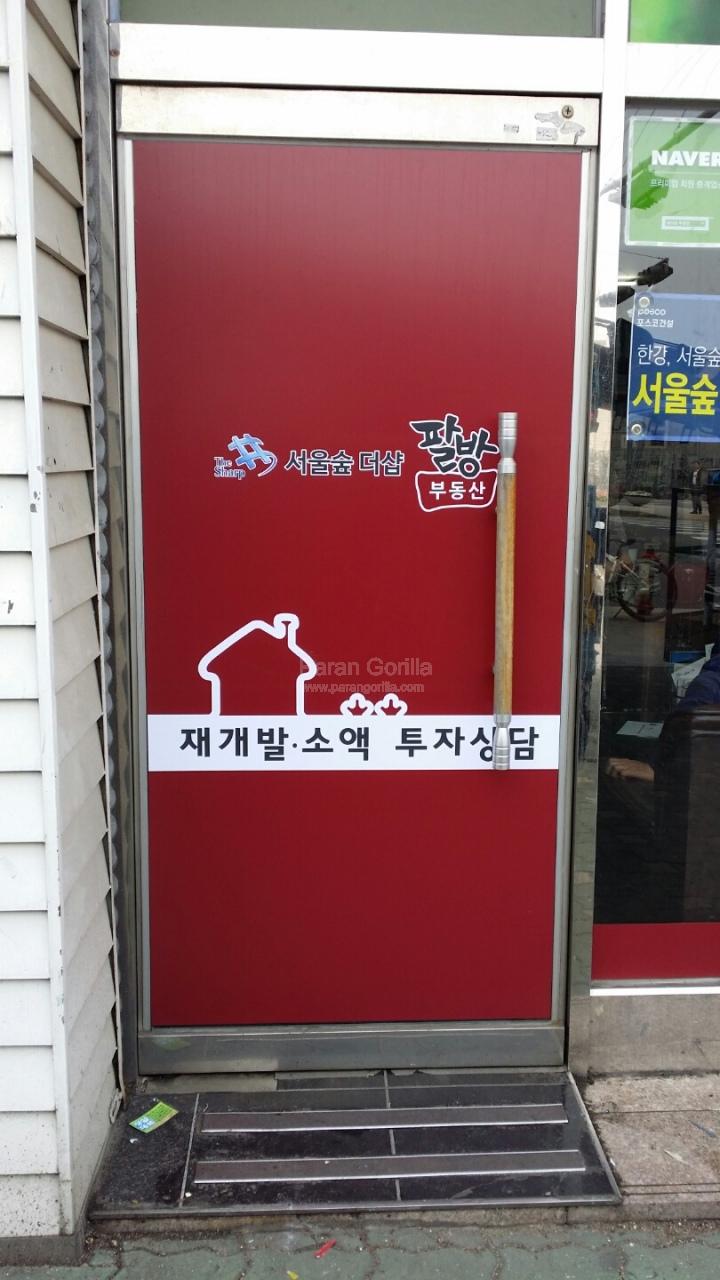 NAVER
posco
포스코건설
한강, 서울숲
서울숲
The Sharp 서울숲 더샵 팔방
부동산
Paran Gorilla
www.parangorilla.com
재개발·소액 투자상담